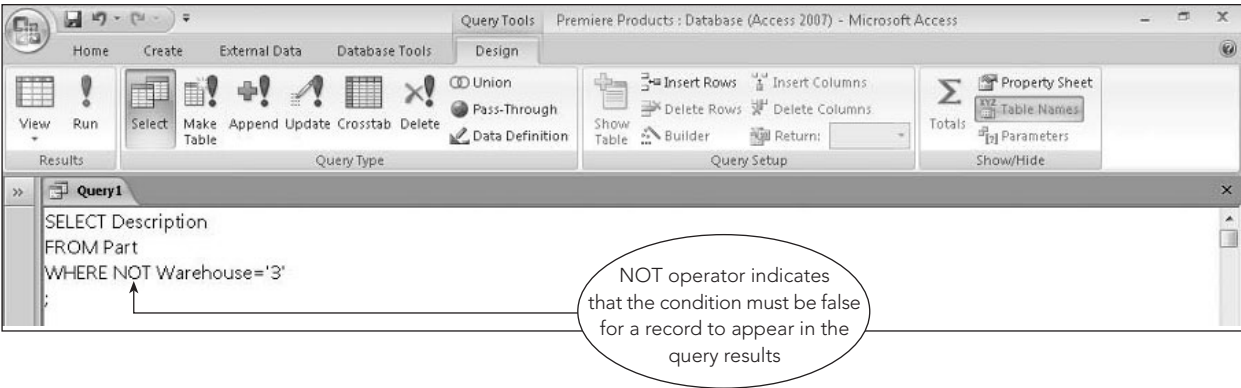 Query Tools Premiere Products : Database (Access 2007) - Microsoft Access
Home Create External Data Database Tools Design
View
Run
Results
Select
Make Table
Append
Update
Crosstab
Delete
Union
Pass-Through
Data Definition
Query Type
Show Table
Insert Rows
Delete Rows
Builder
Insert Columns
Delete Columns
Return:
Query Setup
Σ
Totals
Property Sheet
XYZ
Table Names
[?] Parameters
Show/Hide
» Query1
SELECT Description
FROM Part
WHERE NOT Warehouse='3'
;
NOT operator indicates
that the condition must be false
for a record to appear in the
query results